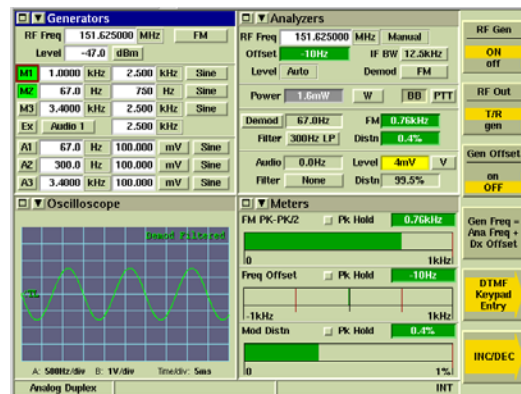 Generators
RF Freq 151.625000 MHz FM
Level -47.0 dBm
M1 1.0000 kHz 2.500 kHz Sine
M2 67.0 Hz 750 Hz Sine
M3 3.4000 kHz 2.500 kHz Sine
Ex Audio 1 2.500 kHz
A1 67.0 Hz 100.000 mV Sine
A2 300.0 Hz 100.000 mV Sine
A3 3.4000 kHz 100.000 mV Sine
Analyzers
RF Freq 151.625000 MHz Manual
Offset -10Hz IF BW 12.5kHz
Level Auto Demod FM
Power 1.6mW W BB PTT
Demod 67.0Hz FM 0.76kHz
Filter 300Hz LP Distn 0.4%
Audio 0.0Hz Level 4mV V
Filter None Distn 99.5%
Oscilloscope
Demod Filtered
A: 500Hz/div B: 1V/div Time/div: 5ms
Meters
FM PK-PK/2 Pk Hold 0.76kHz
0 1kHz
Freq Offset Pk Hold -10Hz
-1kHz 1kHz
Mod Distn Pk Hold 0.4%
0 1%
RF Gen
ON
off
RF Out
T/R
gen
Gen Offset
on
OFF
Gen Freq =
Ana Freq +
Dx Offset
DTMF
Keypad
Entry
INC/DEC
Analog Duplex INT